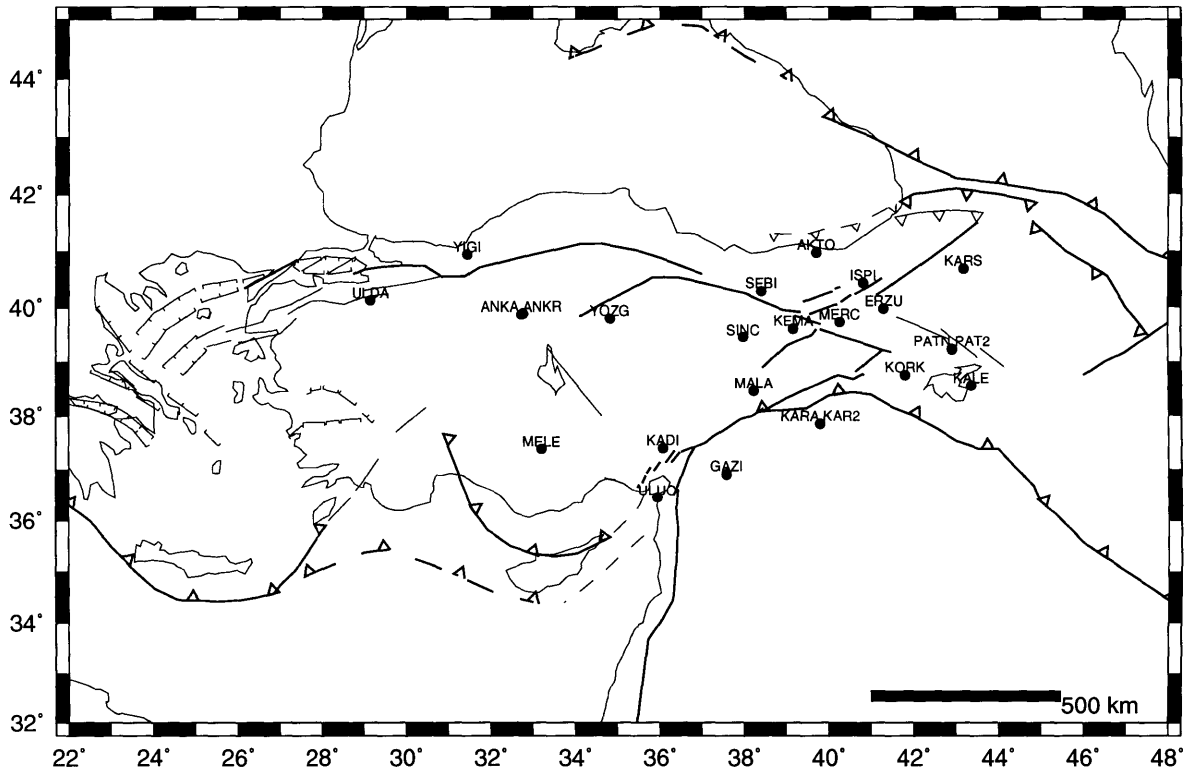 44°
42°
40°
38°
36°
34°
32°
YIGI
AKTO
KARS
ULDA
ANKA ANKR
YOZG
SEBI
ISPI
ERZU
SINC
KEMA
MERC
PATN PAT2
MALA
KORK
KALE
MELE
KADI
KARA KAR2
GAZI
ULUO
500 km
22 24 26 28 30 32 34 36 38 40 42 44 46 48